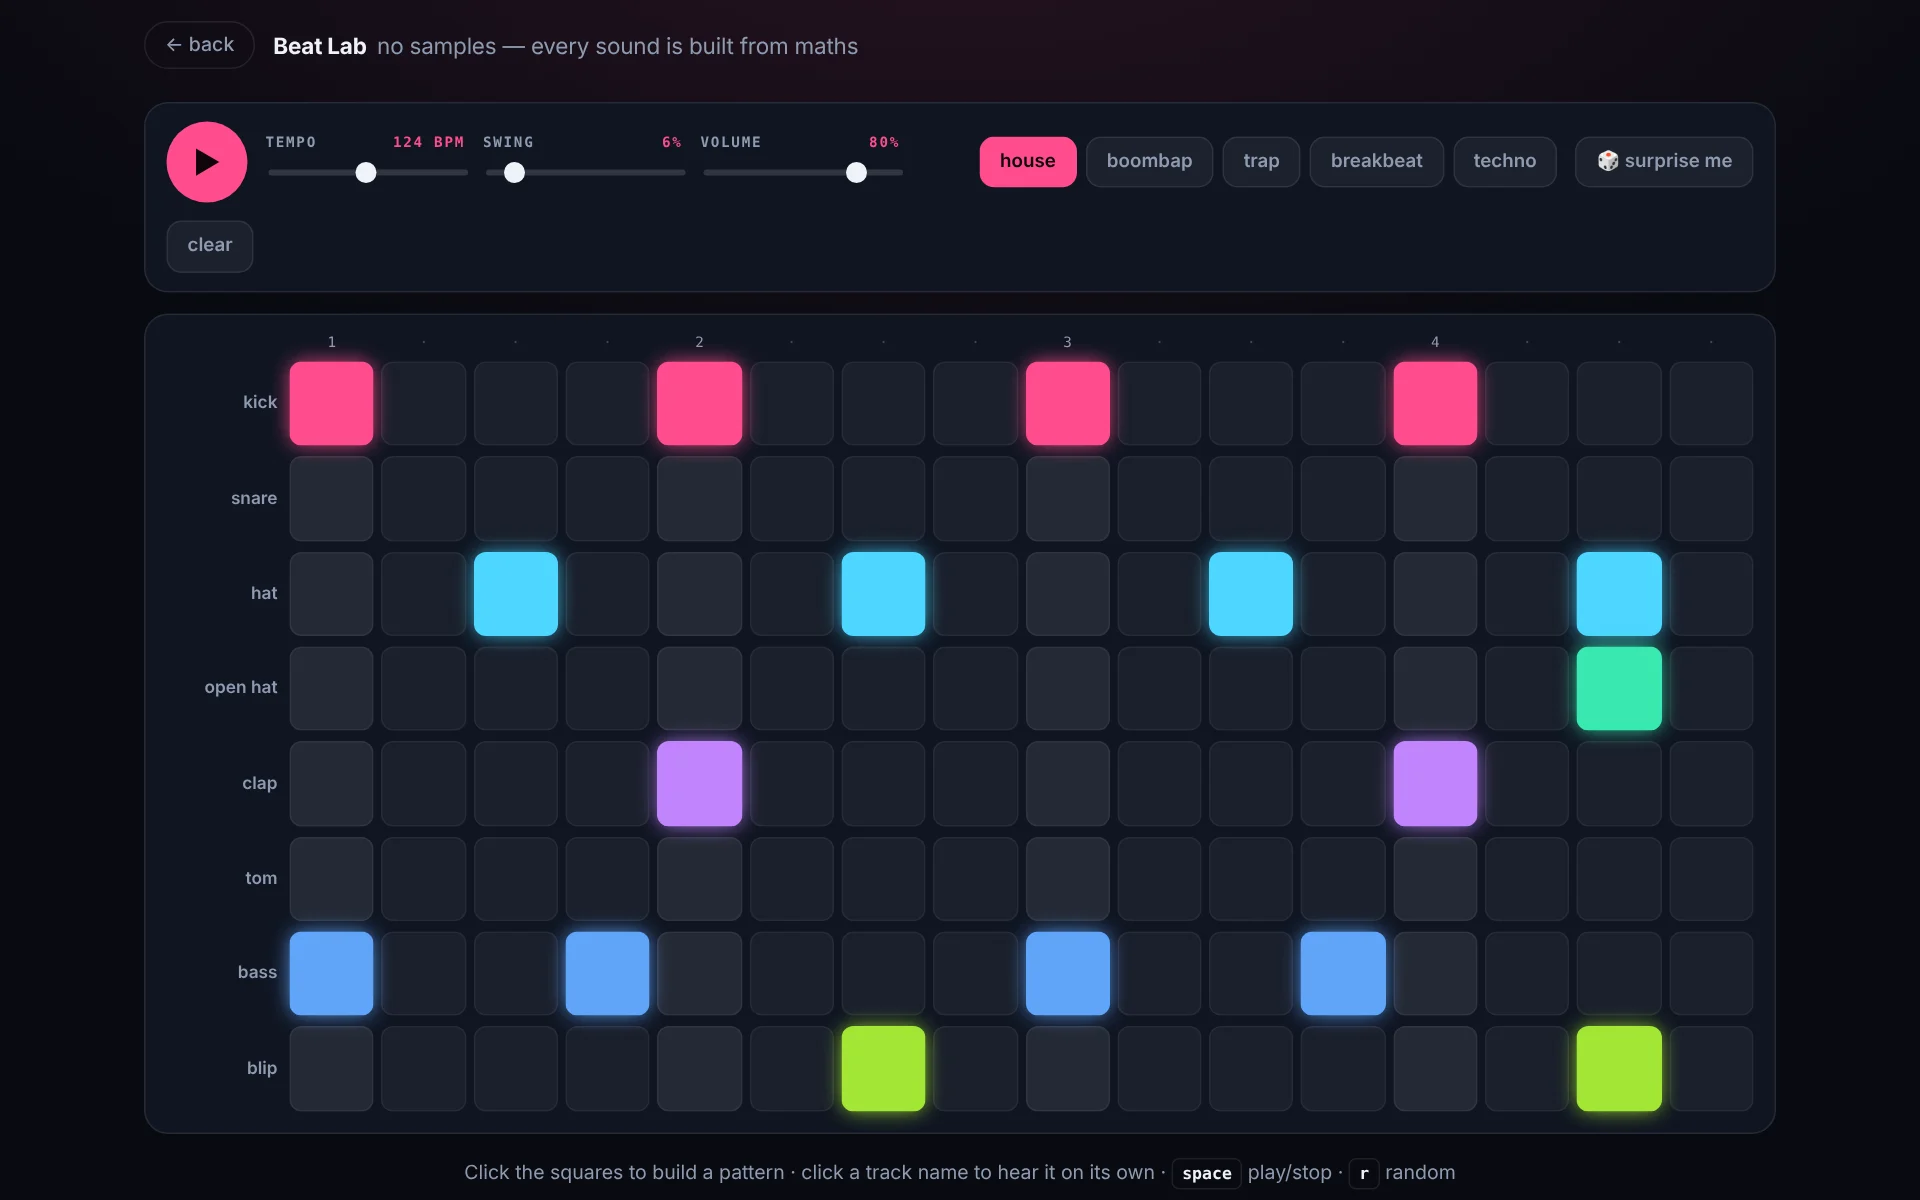 ← back
Beat Lab no samples — every sound is built from maths
TEMPO 124 BPM SWING 6% VOLUME 80%
house boombap trap breakbeat techno 🎲 surprise me
clear
1 · · · 2 · · · 3 · · · 4 · · ·
kick
snare
hat
open hat
clap
tom
bass
blip
Click the squares to build a pattern · click a track name to hear it on its own · space play/stop · r random